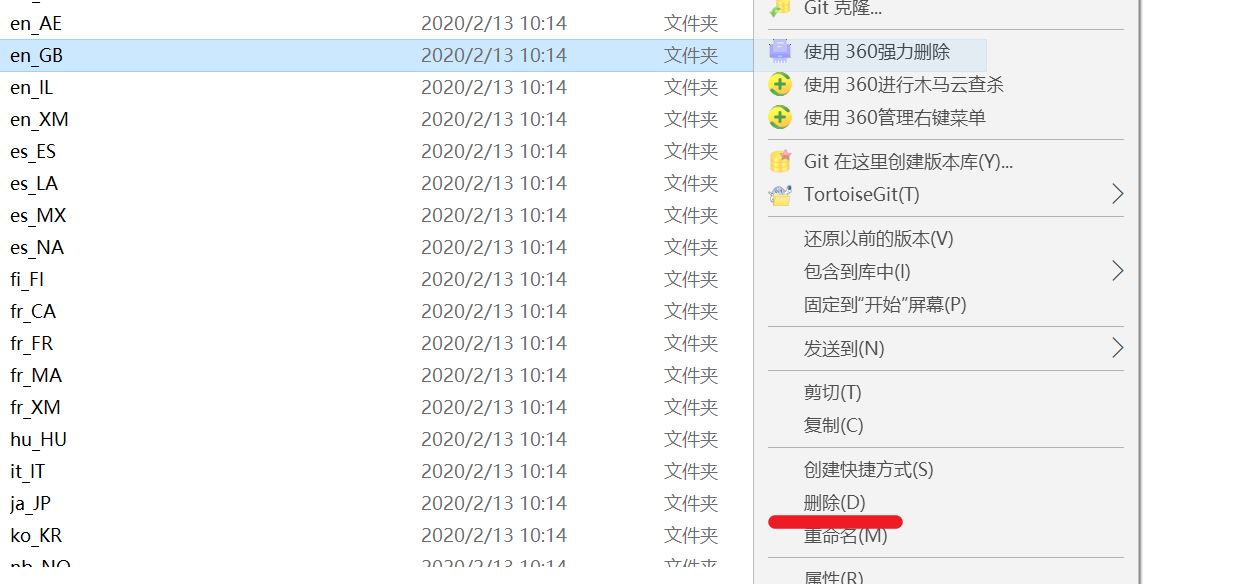 en_AE 2020/2/13 10:14 文件夹
en_GB 2020/2/13 10:14 文件夹
en_IL 2020/2/13 10:14 文件夹
en_XM 2020/2/13 10:14 文件夹
es_ES 2020/2/13 10:14 文件夹
es_LA 2020/2/13 10:14 文件夹
es_MX 2020/2/13 10:14 文件夹
es_NA 2020/2/13 10:14 文件夹
fi_FI 2020/2/13 10:14 文件夹
fr_CA 2020/2/13 10:14 文件夹
fr_FR 2020/2/13 10:14 文件夹
fr_MA 2020/2/13 10:14 文件夹
fr_XM 2020/2/13 10:14 文件夹
hu_HU 2020/2/13 10:14 文件夹
it_IT 2020/2/13 10:14 文件夹
ja_JP 2020/2/13 10:14 文件夹
ko_KR 2020/2/13 10:14 文件夹
nb_NO 2020/2/13 10:14 文件夹
Git 克隆...
使用 360强力删除
使用 360进行木马云查杀
使用 360管理右键菜单
Git 在这里创建版本库(Y)...
TortoiseGit(T)
还原以前的版本(V)
包含到库中(I)
固定到“开始”屏幕(P)
发送到(N)
剪切(T)
复制(C)
创建快捷方式(S)
删除(D)
重命名(M)
属性(R)